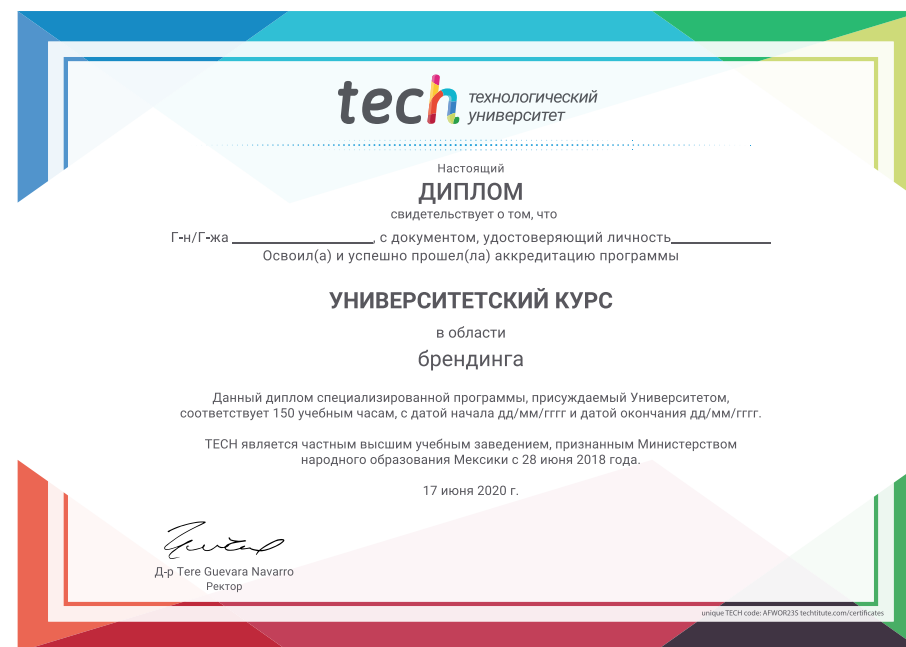 tech технологический
университет
Настоящий
ДИПЛОМ
свидетельствует о том, что
Г-н/Г-жа ____________________, с документом, удостоверяющий личность______________
Освоил(а) и успешно прошел(ла) аккредитацию программы
УНИВЕРСИТЕТСКИЙ КУРС
в области
брендинга
Данный диплом специализированной программы, присуждаемый Университетом,
соответствует 150 учебным часам, с датой начала дд/мм/гггг и датой окончания дд/мм/гггг.
TECH является частным высшим учебным заведением, признанным Министерством
народного образования Мексики с 28 июня 2018 года.
17 июня 2020 г.
Д-р Tere Guevara Navarro
Ректор
unique TECH code: AFWOR23S techtitute.com/certificates